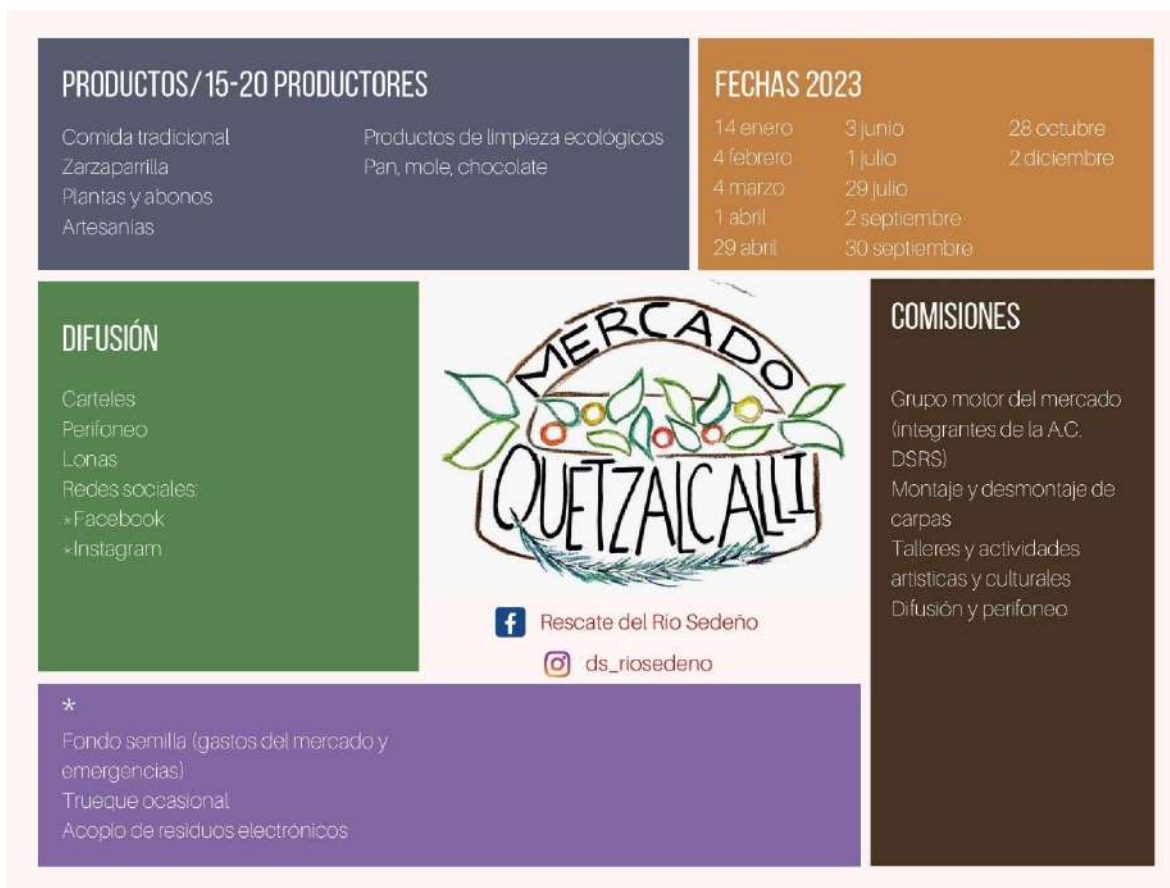 PRODUCTOS/15-20 PRODUCTORES
Comida tradicional
Zarzaparrilla
Plantas y abonos
Artesanías
Productos de limpieza ecológicos
Pan, mole, chocolate
FECHAS 2023
14 enero
4 febrero
4 marzo
1 abril
29 abril
3 junio
1 julio
29 julio
2 septiembre
30 septiembre
28 octubre
2 diciembre
DIFUSIÓN
Carteles
Perifoneo
Lonas
Redes sociales:
*Facebook
*Instagram
MERCADO
QUETZALCALLI
Rescate del Río Sedeño
ds_riosedeno
COMISIONES
Grupo motor del mercado
(integrantes de la A.C.
DSRS)
Montaje y desmontaje de
carpas
Talleres y actividades
artísticas y culturales
Difusión y perifoneo
*
Fondo semilla (gastos del mercado y
emergencias)
Trueque ocasional
Acopio de residuos electrónicos